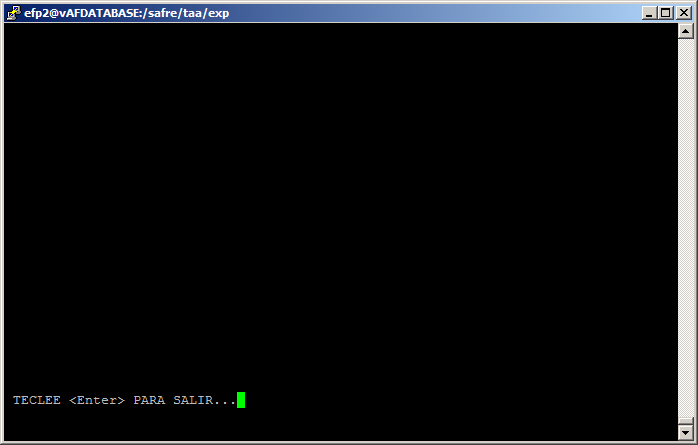 efp2@vAFDATABASE:/safre/taa/exp
TECLEE <Enter> PARA SALIR...